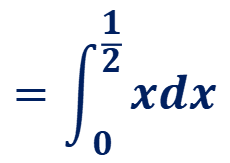 = ∫₀^{1/2} xdx